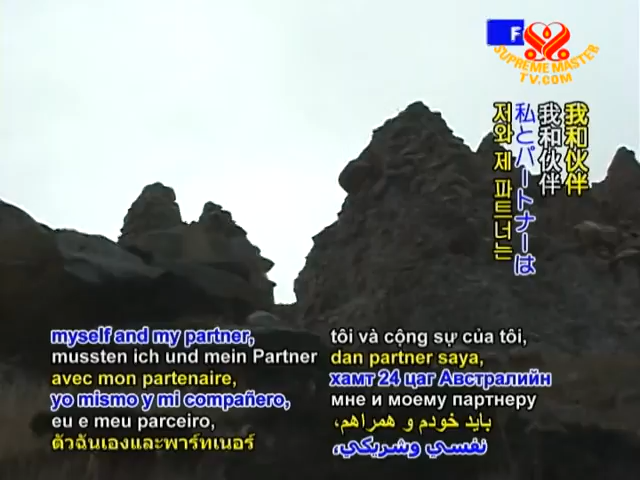 F
SUPREME MASTER
TV.COM
我和伙伴
我和伙伴
私とパートナーは
저와 제 파트너는
myself and my partner,
mussten ich und mein Partner
avec mon partenaire,
yo mismo y mi compañero,
eu e meu parceiro,
ตัวฉันเองและพาร์ทเนอร์
tôi và cộng sự của tôi,
dan partner saya,
хамт 24 цаг Австралийн
мне и моему партнеру
باید خودم و همراهم،
نفسي وشريكي،